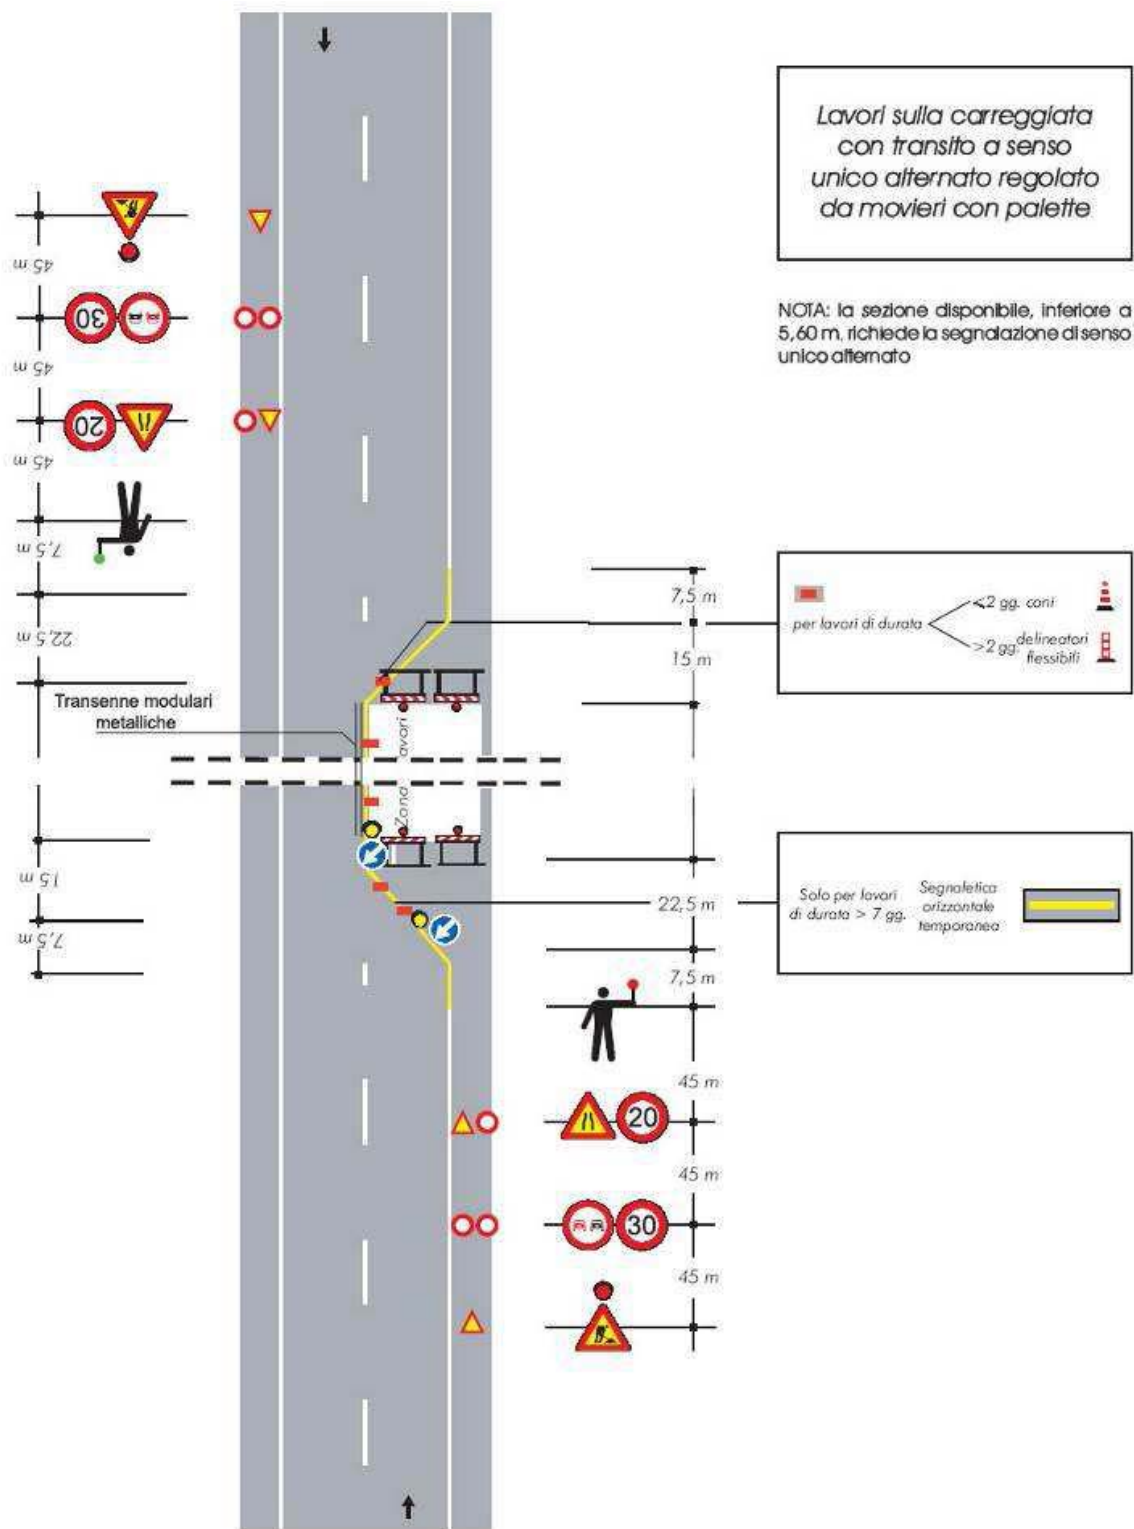 Lavori sulla carreggiata
con transito a senso
unico alternato regolato
da movieri con palette
NOTA: la sezione disponibile, inferiore a
5,60 m. richiede la segnalazione di senso
unico alternato
45 m
30
45 m
20
45 m
7,5 m
22,5 m
Transenne modulari
metalliche
7,5 m
15 m
per lavori di durata
<2 gg. coni
>2 gg. delineatori
flessibili
Zona lavori
15 m
7,5 m
22,5 m
7,5 m
Solo per lavori
di durata > 7 gg.
Segnaletica
orizzontale
temporanea
45 m
20
45 m
30
45 m